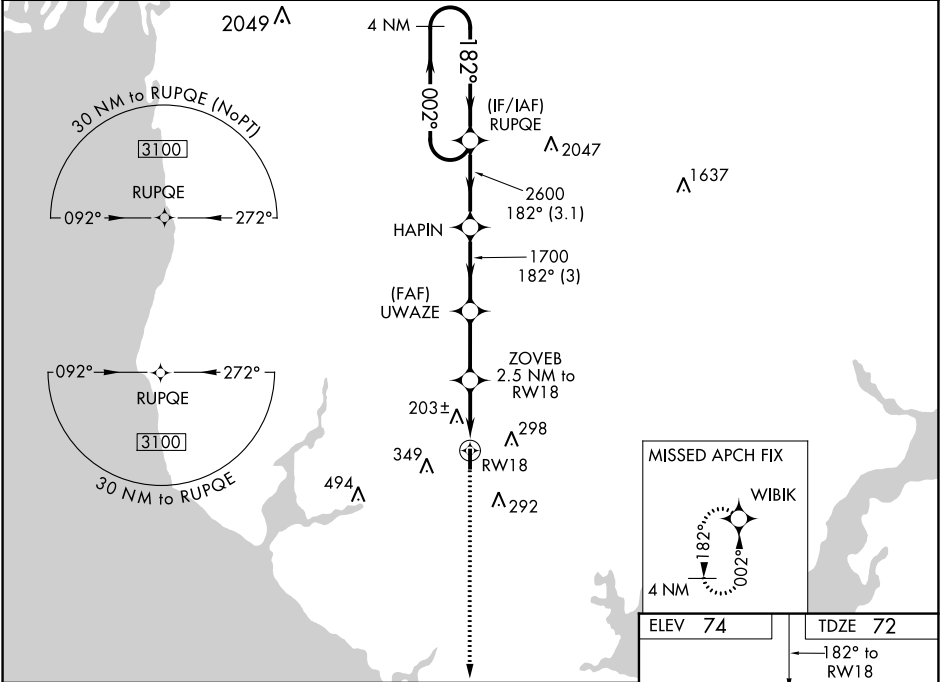 2049
4 NM
182°
002°
(IF/IAF)
RUPQE
2047
1637
30 NM to RUPQE (NoPT)
3100
RUPQE
092°
272°
2600
182° (3.1)
HAPIN
1700
182° (3)
(FAF)
UWAZE
ZOVEB
2.5 NM to
RW18
092°
272°
RUPQE
3100
30 NM to RUPQE
203±
298
349
RW18
494
292
MISSED APCH FIX
WIBIK
182°
002°
4 NM
ELEV 74
TDZE 72
182° to
RW18